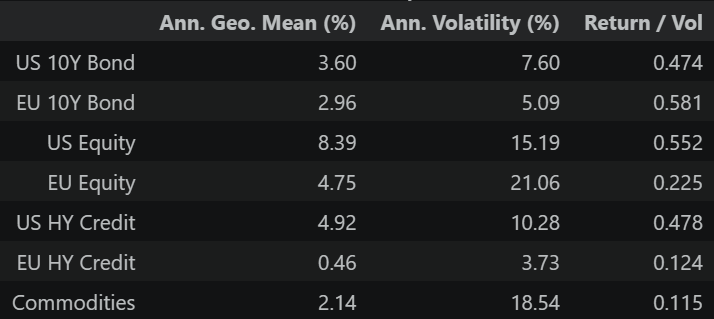 Ann. Geo. Mean (%) Ann. Volatility (%) Return / Vol
US 10Y Bond 3.60 7.60 0.474
EU 10Y Bond 2.96 5.09 0.581
US Equity 8.39 15.19 0.552
EU Equity 4.75 21.06 0.225
US HY Credit 4.92 10.28 0.478
EU HY Credit 0.46 3.73 0.124
Commodities 2.14 18.54 0.115